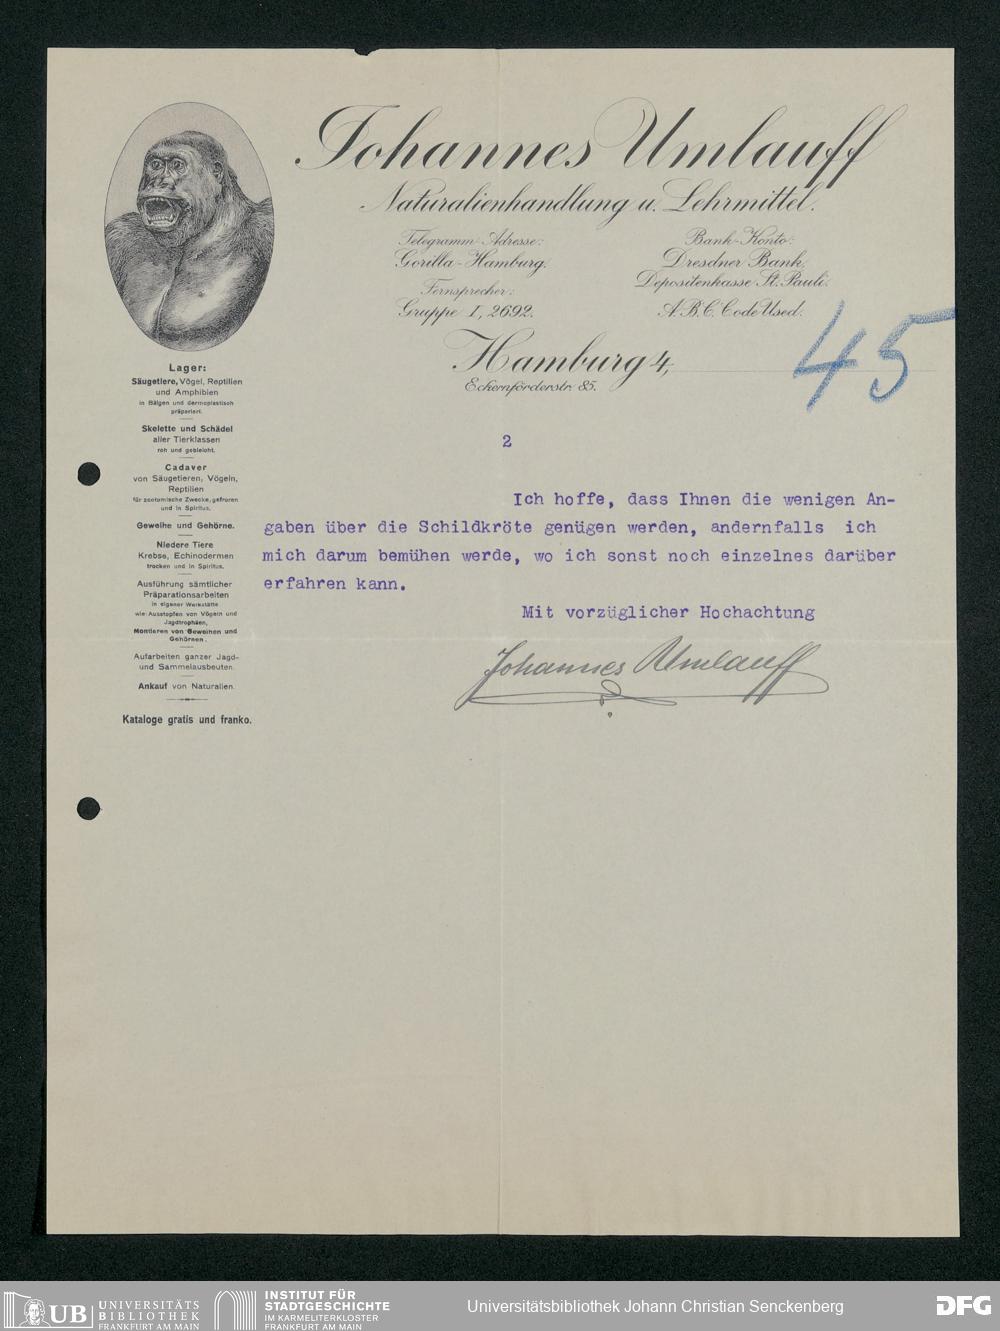 Johannes Umlauff
Naturalienhandlung u. Lehrmittel.
Telegramm-Adresse:
Gorilla-Hamburg.
Fernsprecher:
Gruppe I, 2692.
Bank-Konto:
Dresdner Bank,
Depositenkasse St. Pauli.
A.B.C. Code Used.
Hamburg 4,
Eckernförderstr. 85.
45
Lager:
Säugetiere, Vögel, Reptilien
und Amphibien
in Bälgen und dermoplastisch
präpariert.
Skelette und Schädel
aller Tierklassen
roh und gebleicht.
Cadaver
von Säugetieren, Vögeln,
Reptilien
für zootomische Zwecke, gefroren
und in Spiritus.
Geweihe und Gehörne.
Niedere Tiere
Krebse, Echinodermen
trocken und in Spiritus.
Ausführung sämtlicher
Präparationsarbeiten
in eigener Werkstätte
wie Ausstopfen von Vögeln und
Jagdtrophäen,
Montieren von Geweihen und
Gehörnen.
Aufarbeiten ganzer Jagd-
und Sammelausbeuten.
Ankauf von Naturalien.
Kataloge gratis und franko.
2
Ich hoffe, dass Ihnen die wenigen An-
gaben über die Schildkröte genügen werden, andernfalls ich
mich darum bemühen werde, wo ich sonst noch einzelnes darüber
erfahren kann.
Mit vorzüglicher Hochachtung
Johannes Umlauff
UB UNIVERSITÄTS
BIBLIOTHEK
FRANKFURT AM MAIN
INSTITUT FÜR
STADTGESCHICHTE
IM KARMELITERKLOSTER
FRANKFURT AM MAIN
Universitätsbibliothek Johann Christian Senckenberg
DFG